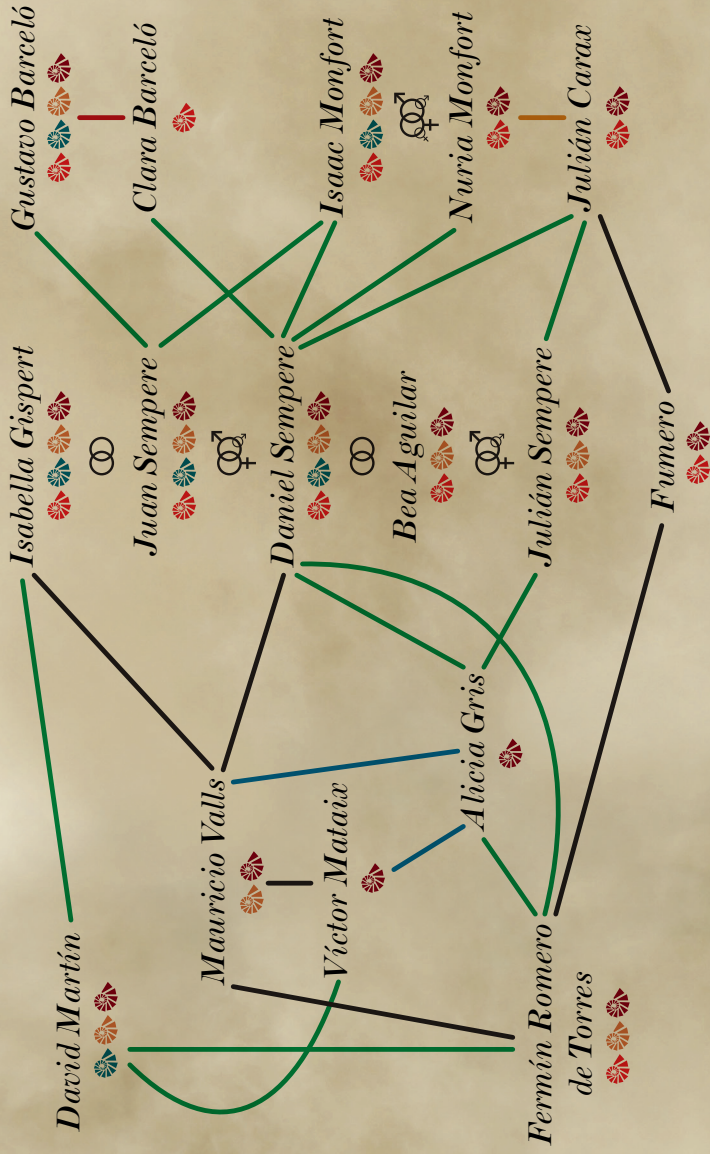 Isabella Gispert
Gustavo Barceló
David Martín
Juan Sempere
Clara Barceló
Mauricio Valls
Daniel Sempere
Víctor Mataix
Isaac Monfort
Bea Aguilar
Nuria Monfort
Alicia Gris
Fermín Romero
de Torres
Julián Sempere
Julián Carax
Fumero